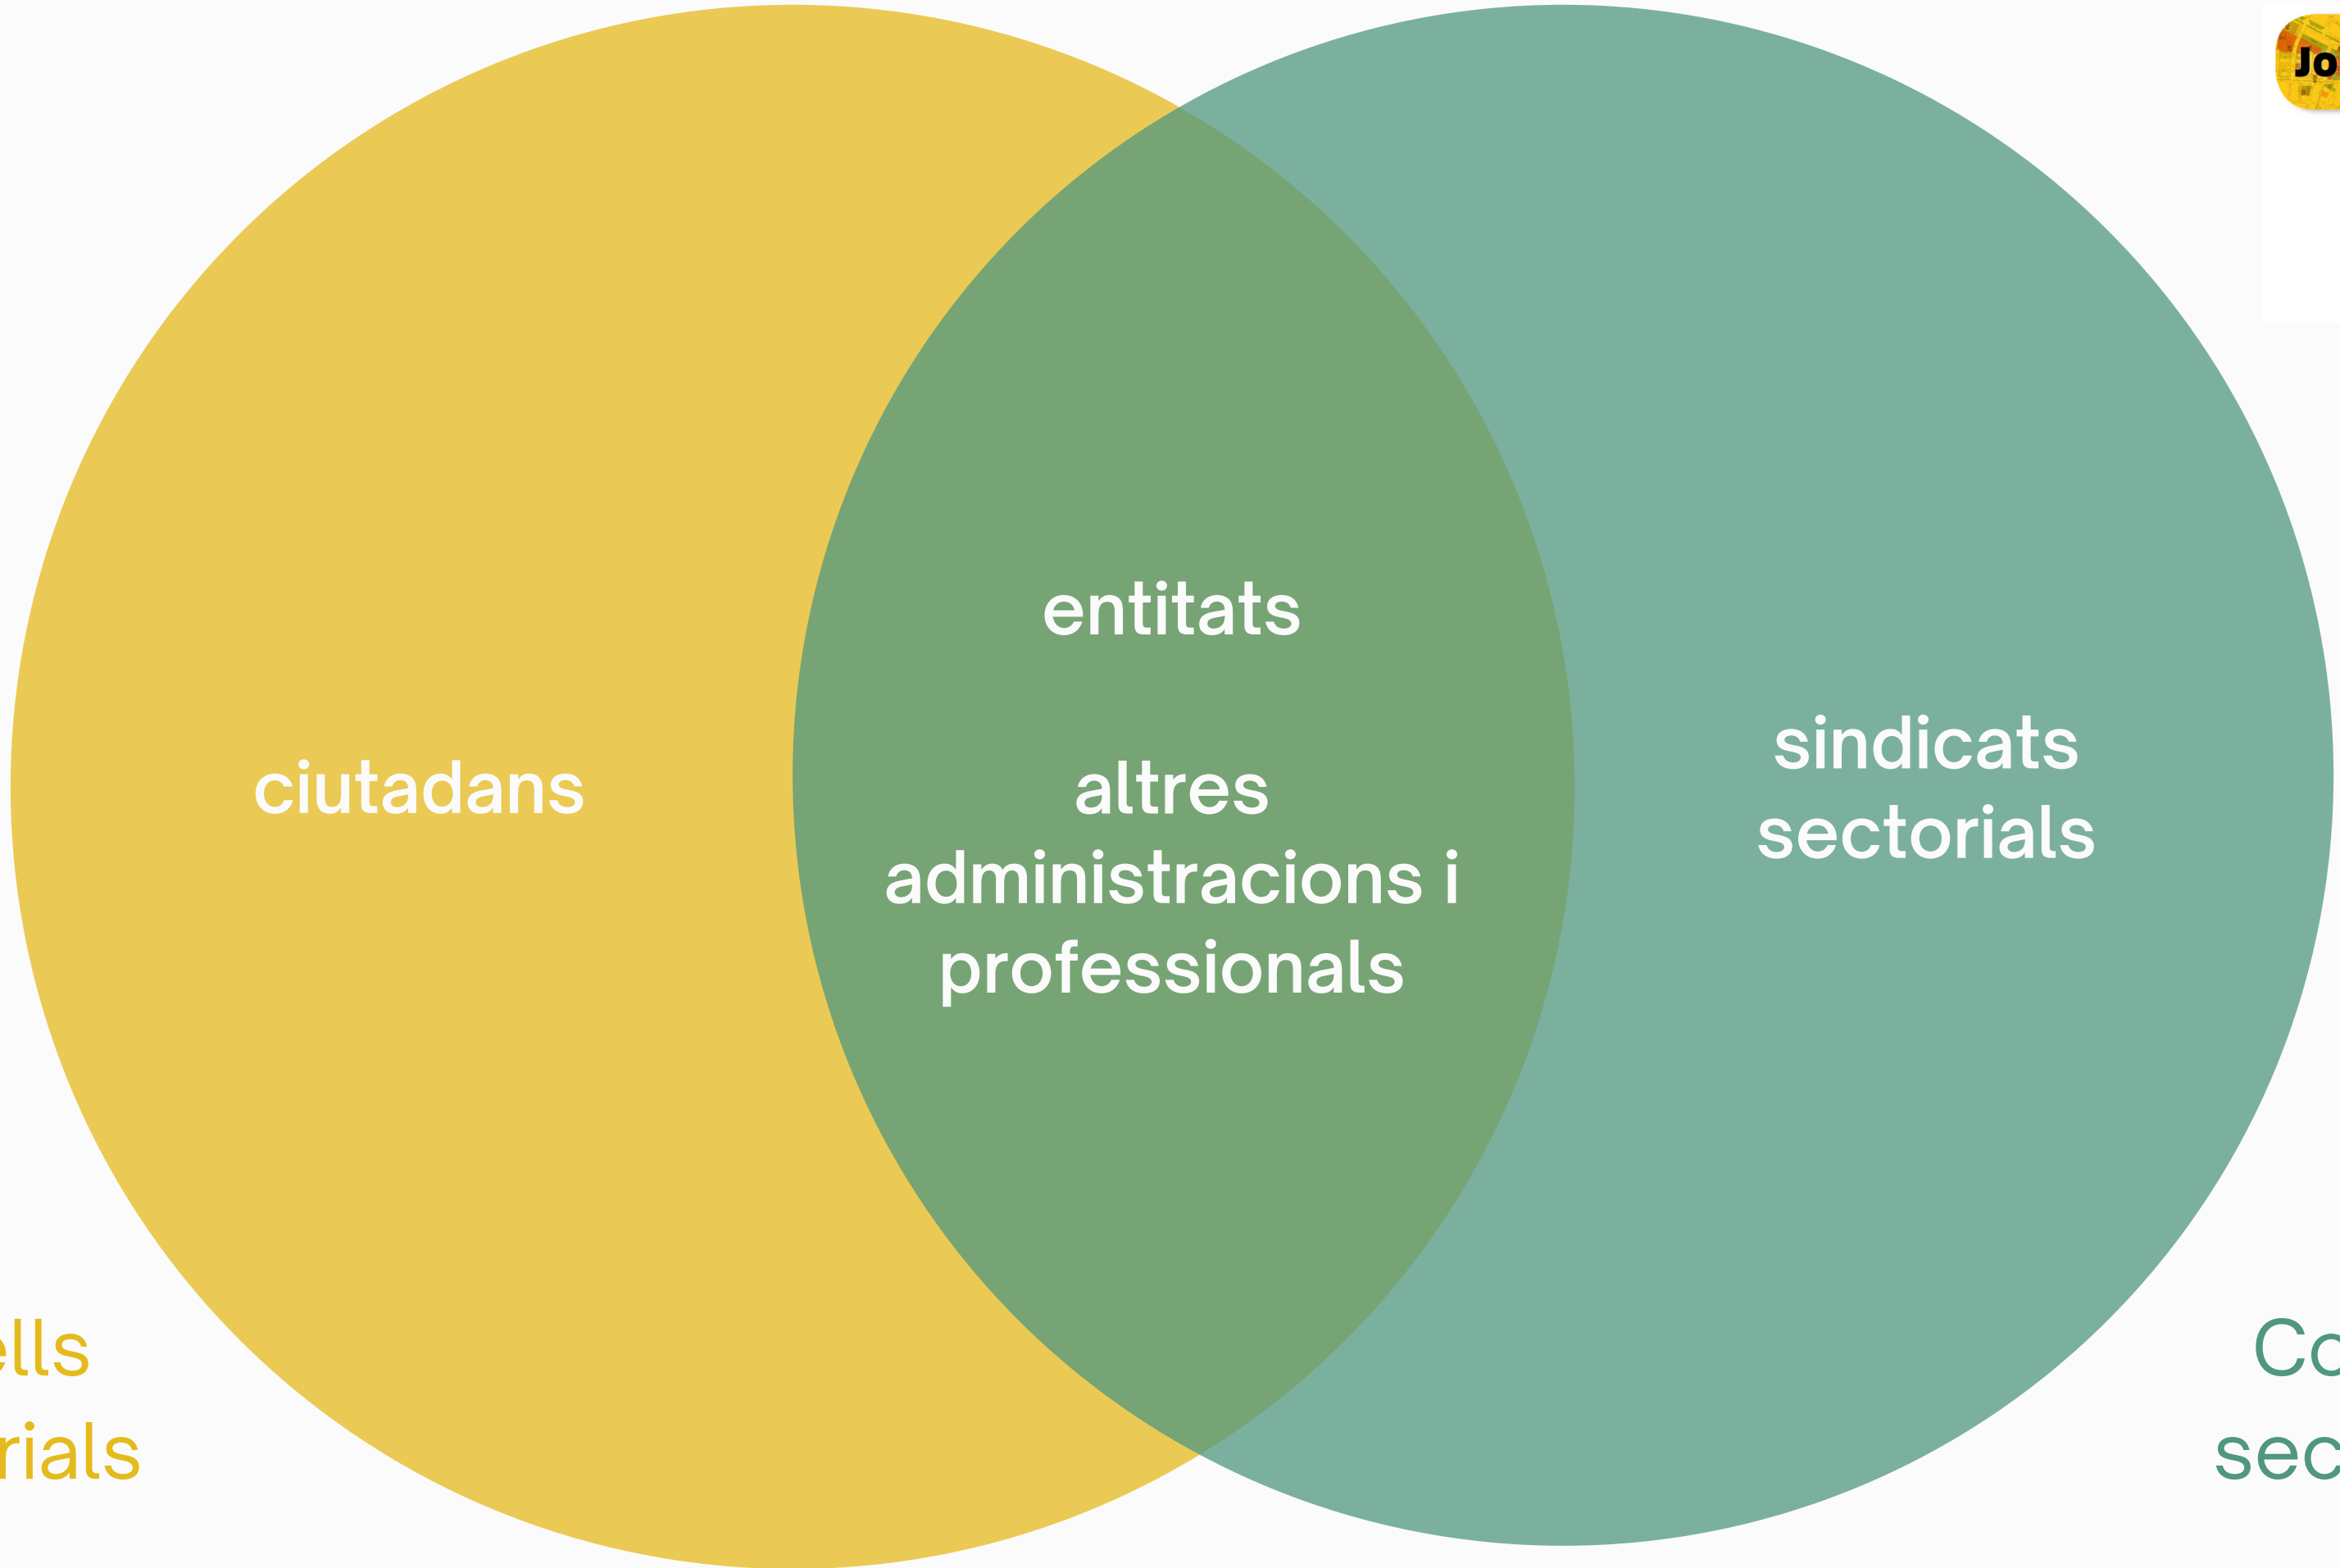 Jo
entitats
ciutadans
altres
administracions i
professionals
sindicats
sectorials
ells
rials
Co
sec